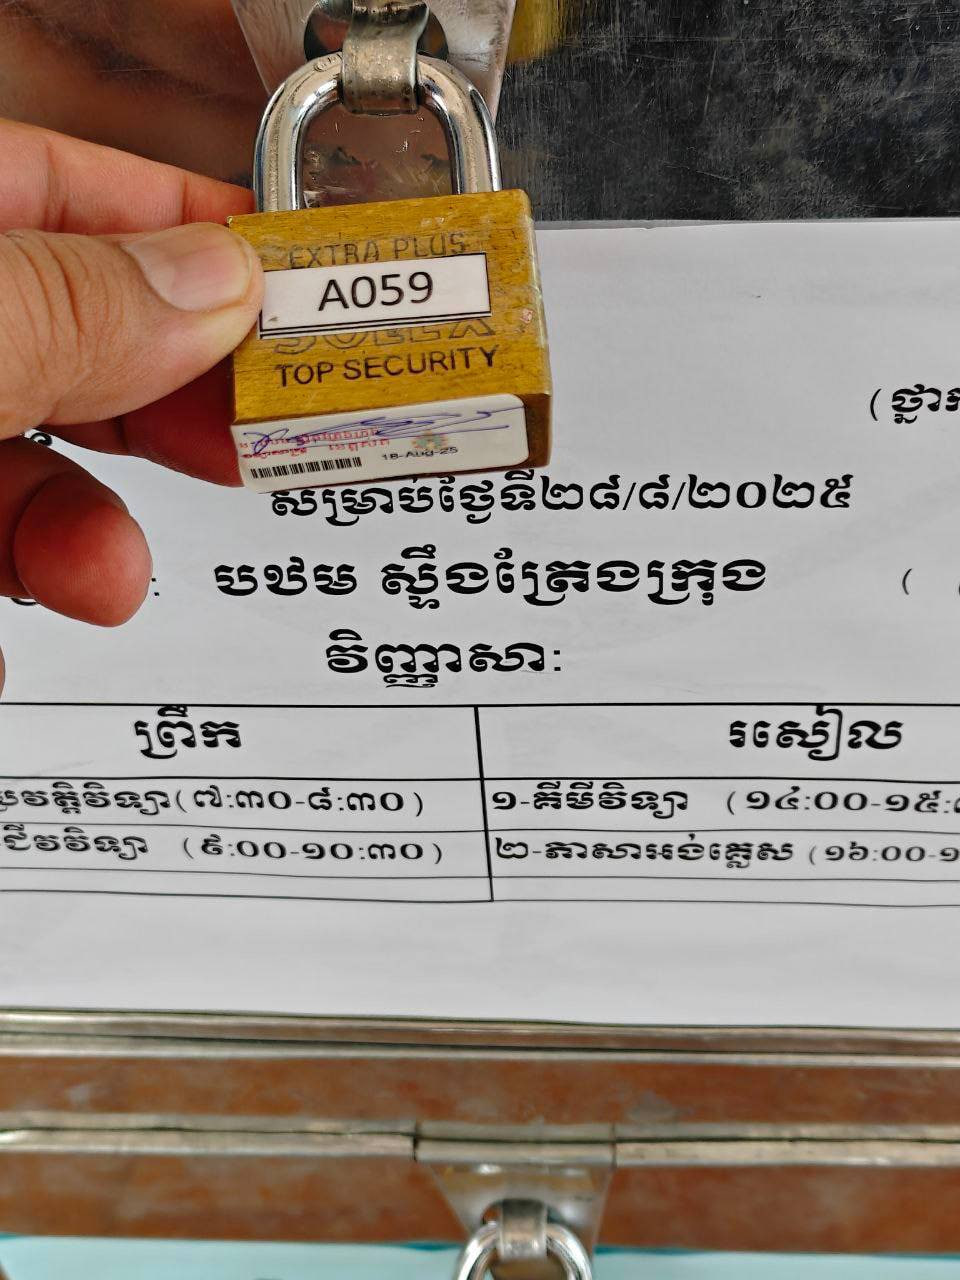 EXTRA PLUS
A059
SOLEX
TOP SECURITY
18-Aug-25
(ថ្នាក់
សម្រាប់ថ្ងៃទី២៨/៨/២០២៥
: បឋម ស្ទឹងត្រែងក្រុង (
វិញ្ញាសា:
ព្រឹក រសៀល
ប្រវត្តិវិទ្យា(៧:៣០-៨:៣០) ១-គីមីវិទ្យា (១៤:០០-១៥:
-ជីវវិទ្យា (៩:០០-១០:៣០) ២-ភាសាអង់គ្លេស (១៦:០០-១